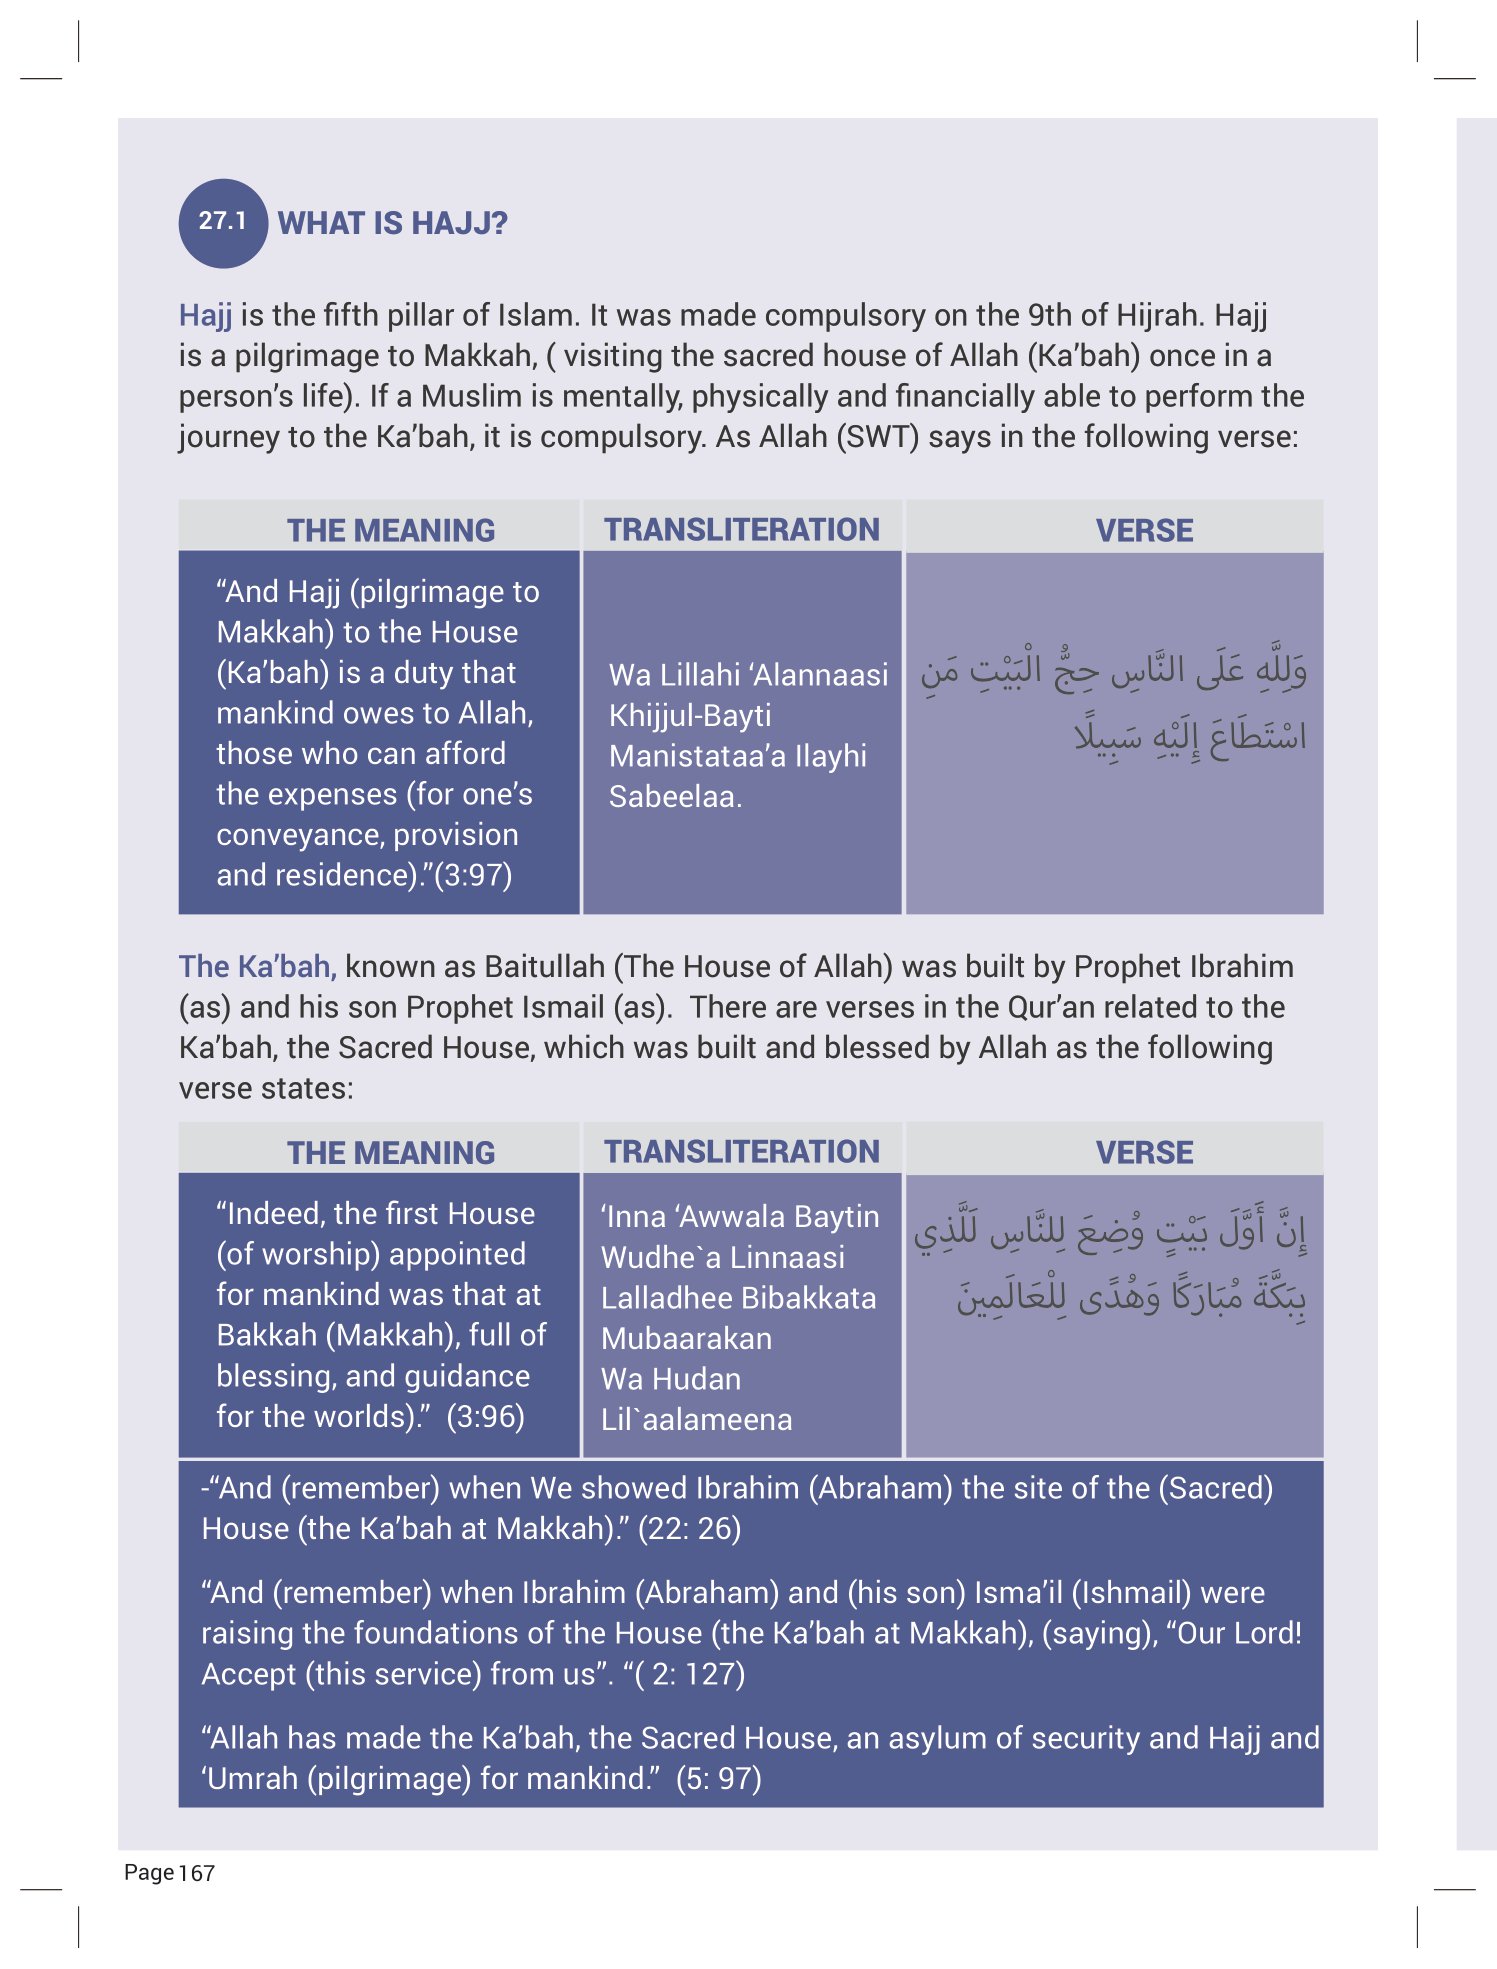 27.1 WHAT IS HAJJ?
Hajj is the fifth pillar of Islam. It was made compulsory on the 9th of Hijrah. Hajj
is a pilgrimage to Makkah, ( visiting the sacred house of Allah (Ka’bah) once in a
person’s life). If a Muslim is mentally, physically and financially able to perform the
journey to the Ka’bah, it is compulsory. As Allah (SWT) says in the following verse:
THE MEANING
“And Hajj (pilgrimage to
Makkah) to the House
(Ka’bah) is a duty that
mankind owes to Allah,
those who can afford
the expenses (for one’s
conveyance, provision
and residence).”(3:97)
TRANSLITERATION
Wa Lillahi ‘Alannaasi
Khijjul-Bayti
Manistataa’a Ilayhi
Sabeelaa.
VERSE
وَلِلَّهِ عَلَى النَّاسِ حِجُّ الْبَيْتِ مَنِ
اسْتَطَاعَ إِلَيْهِ سَبِيلًا
The Ka’bah, known as Baitullah (The House of Allah) was built by Prophet Ibrahim
(as) and his son Prophet Ismail (as).  There are verses in the Qur’an related to the
Ka’bah, the Sacred House, which was built and blessed by Allah as the following
verse states:
THE MEANING
“Indeed, the first House
(of worship) appointed
for mankind was that at
Bakkah (Makkah), full of
blessing, and guidance
for the worlds).”  (3:96)
TRANSLITERATION
‘Inna ‘Awwala Baytin
Wudhe`a Linnaasi
Lalladhee Bibakkata
Mubaarakan
Wa Hudan
Lil`aalameena
VERSE
إِنَّ أَوَّلَ بَيْتٍ وُضِعَ لِلنَّاسِ لَلَّذِي
بِبَكَّةَ مُبَارَكًا وَهُدًى لِلْعَالَمِينَ
-“And (remember) when We showed Ibrahim (Abraham) the site of the (Sacred)
House (the Ka’bah at Makkah).” (22: 26)
“And (remember) when Ibrahim (Abraham) and (his son) Isma’il (Ishmail) were
raising the foundations of the House (the Ka’bah at Makkah), (saying), “Our Lord!
Accept (this service) from us”. “( 2: 127)
“Allah has made the Ka’bah, the Sacred House, an asylum of security and Hajj and
‘Umrah (pilgrimage) for mankind.”  (5: 97)
Page 167